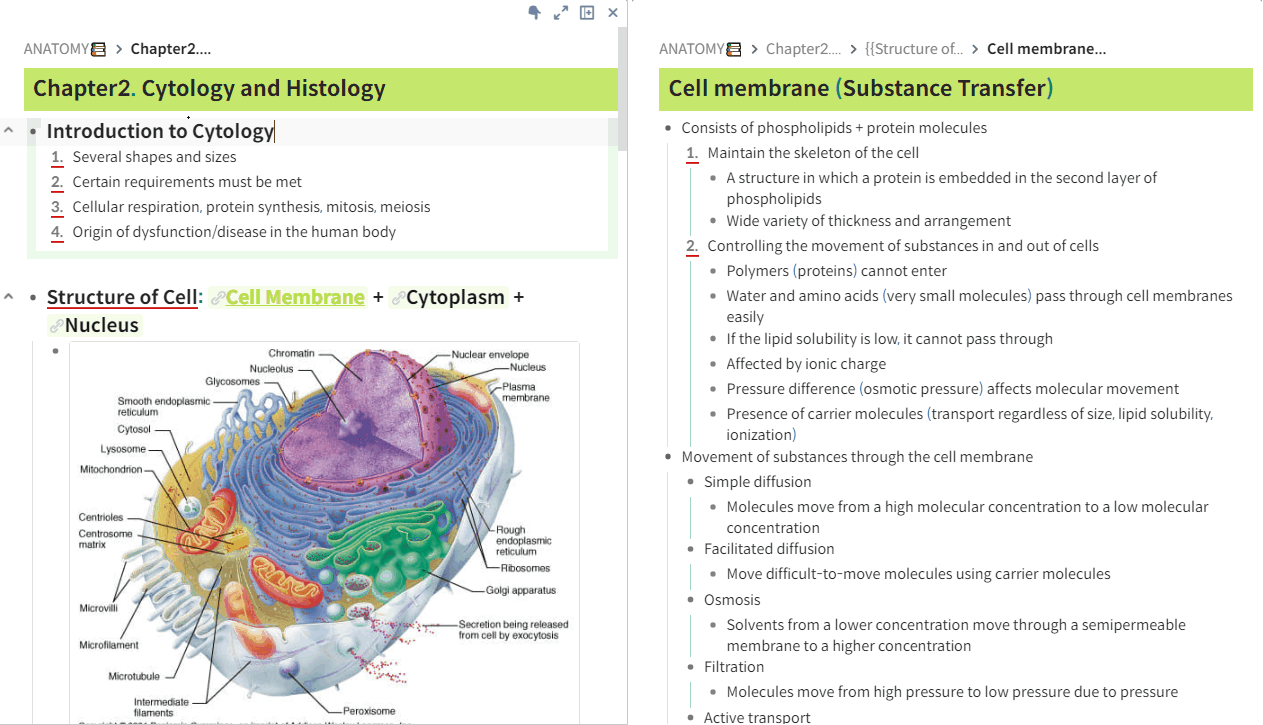 ANATOMY > Chapter2....
Chapter2. Cytology and Histology
Introduction to Cytology
1. Several shapes and sizes
2. Certain requirements must be met
3. Cellular respiration, protein synthesis, mitosis, meiosis
4. Origin of dysfunction/disease in the human body
Structure of Cell: Cell Membrane + Cytoplasm +
Nucleus
Chromatin
Nucleolus
Glycosomes
Smooth endoplasmic
reticulum
Cytosol
Lysosome
Mitochondrion
Centrioles
Centrosome
matrix
Microvilli
Microfilament
Microtubule
Intermediate
filaments
Nuclear envelope
Nucleus
Plasma
membrane
Rough
endoplasmic
reticulum
Ribosomes
Golgi apparatus
Secretion being released
from cell by exocytosis
Peroxisome
ANATOMY > Chapter2.... > {{Structure of... > Cell membrane...
Cell membrane (Substance Transfer)
Consists of phospholipids + protein molecules
1. Maintain the skeleton of the cell
A structure in which a protein is embedded in the second layer of
phospholipids
Wide variety of thickness and arrangement
2. Controlling the movement of substances in and out of cells
Polymers (proteins) cannot enter
Water and amino acids (very small molecules) pass through cell membranes
easily
If the lipid solubility is low, it cannot pass through
Affected by ionic charge
Pressure difference (osmotic pressure) affects molecular movement
Presence of carrier molecules (transport regardless of size, lipid solubility,
ionization)
Movement of substances through the cell membrane
Simple diffusion
Molecules move from a high molecular concentration to a low molecular
concentration
Facilitated diffusion
Move difficult-to-move molecules using carrier molecules
Osmosis
Solvents from a lower concentration move through a semipermeable
membrane to a higher concentration
Filtration
Molecules move from high pressure to low pressure due to pressure
Active transport